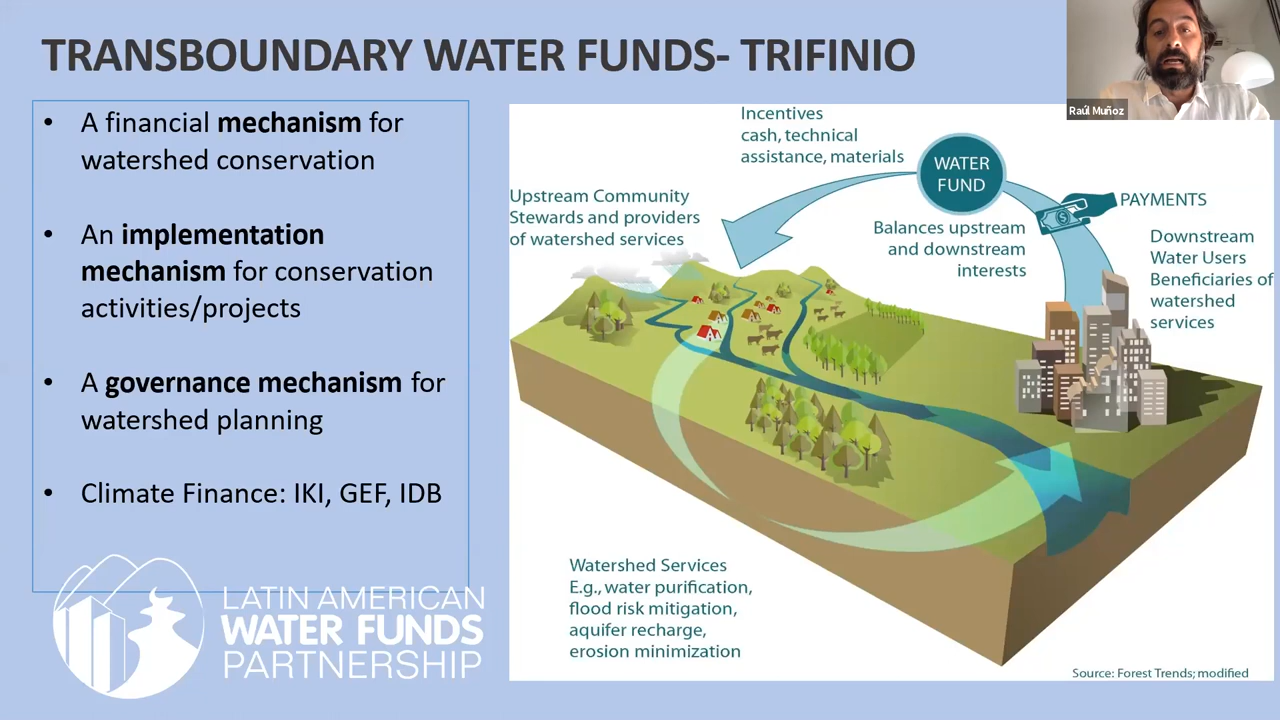 TRANSBOUNDARY WATER FUNDS- TRIFINIO
Raúl Muñoz
• A financial mechanism for
watershed conservation
• An implementation
mechanism for conservation
activities/projects
• A governance mechanism for
watershed planning
• Climate Finance: IKI, GEF, IDB
LATIN AMERICAN
WATER FUNDS
PARTNERSHIP
Incentives
cash, technical
assistance, materials
WATER
FUND
PAYMENTS
Upstream Community
Stewards and providers
of watershed services
Balances upstream
and downstream
interests
Downstream
Water Users
Beneficiaries of
watershed
services
Watershed Services
E.g., water purification,
flood risk mitigation,
aquifer recharge,
erosion minimization
Source: Forest Trends; modified